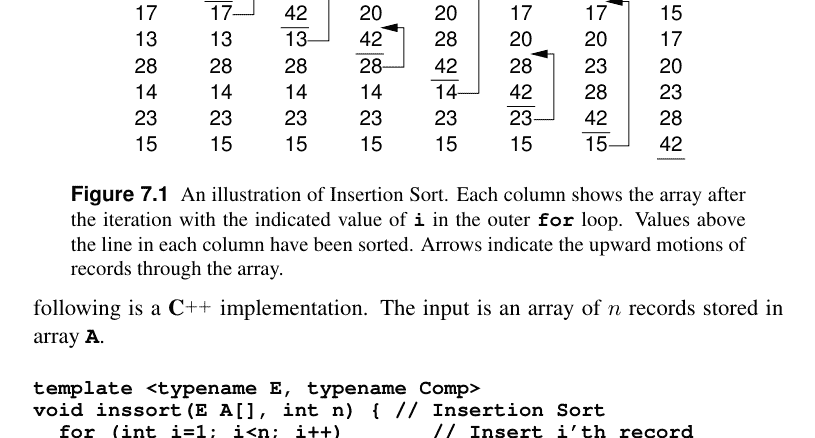 17 17 42 20 20 17 17 15
13 13 13 42 28 20 20 17
28 28 28 28 42 28 23 20
14 14 14 14 14 42 28 23
23 23 23 23 23 23 42 28
15 15 15 15 15 15 15 42
Figure 7.1 An illustration of Insertion Sort. Each column shows the array after
the iteration with the indicated value of i in the outer for loop. Values above
the line in each column have been sorted. Arrows indicate the upward motions of
records through the array.
following is a C++ implementation. The input is an array of n records stored in
array A.
template <typename E, typename Comp>
void inssort(E A[], int n) { // Insertion Sort
for (int i=1; i<n; i++) // Insert i'th record